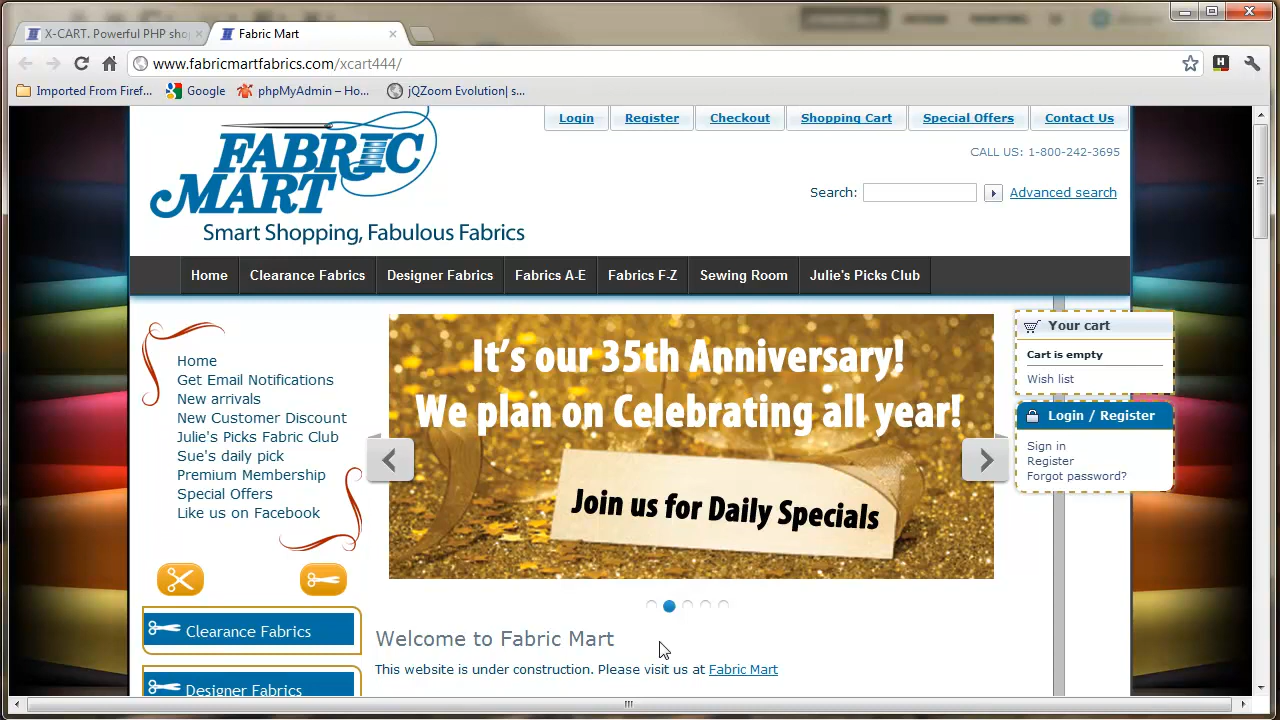 X-CART. Powerful PHP shop
Fabric Mart
www.fabricmartfabrics.com/xcart444/
Imported From Firef...
Google
phpMyAdmin – Ho...
jQZoom Evolution| s...
FABRIC
MART
Smart Shopping, Fabulous Fabrics
Login
Register
Checkout
Shopping Cart
Special Offers
Contact Us
CALL US: 1-800-242-3695
Search:
Advanced search
Home
Clearance Fabrics
Designer Fabrics
Fabrics A-E
Fabrics F-Z
Sewing Room
Julie's Picks Club
Home
Get Email Notifications
New arrivals
New Customer Discount
Julie's Picks Fabric Club
Sue's daily pick
Premium Membership
Special Offers
Like us on Facebook
Clearance Fabrics
Designer Fabrics
It's our 35th Anniversary!
We plan on Celebrating all year!
Join us for Daily Specials
Welcome to Fabric Mart
This website is under construction. Please visit us at Fabric Mart
Your cart
Cart is empty
Wish list
Login / Register
Sign in
Register
Forgot password?